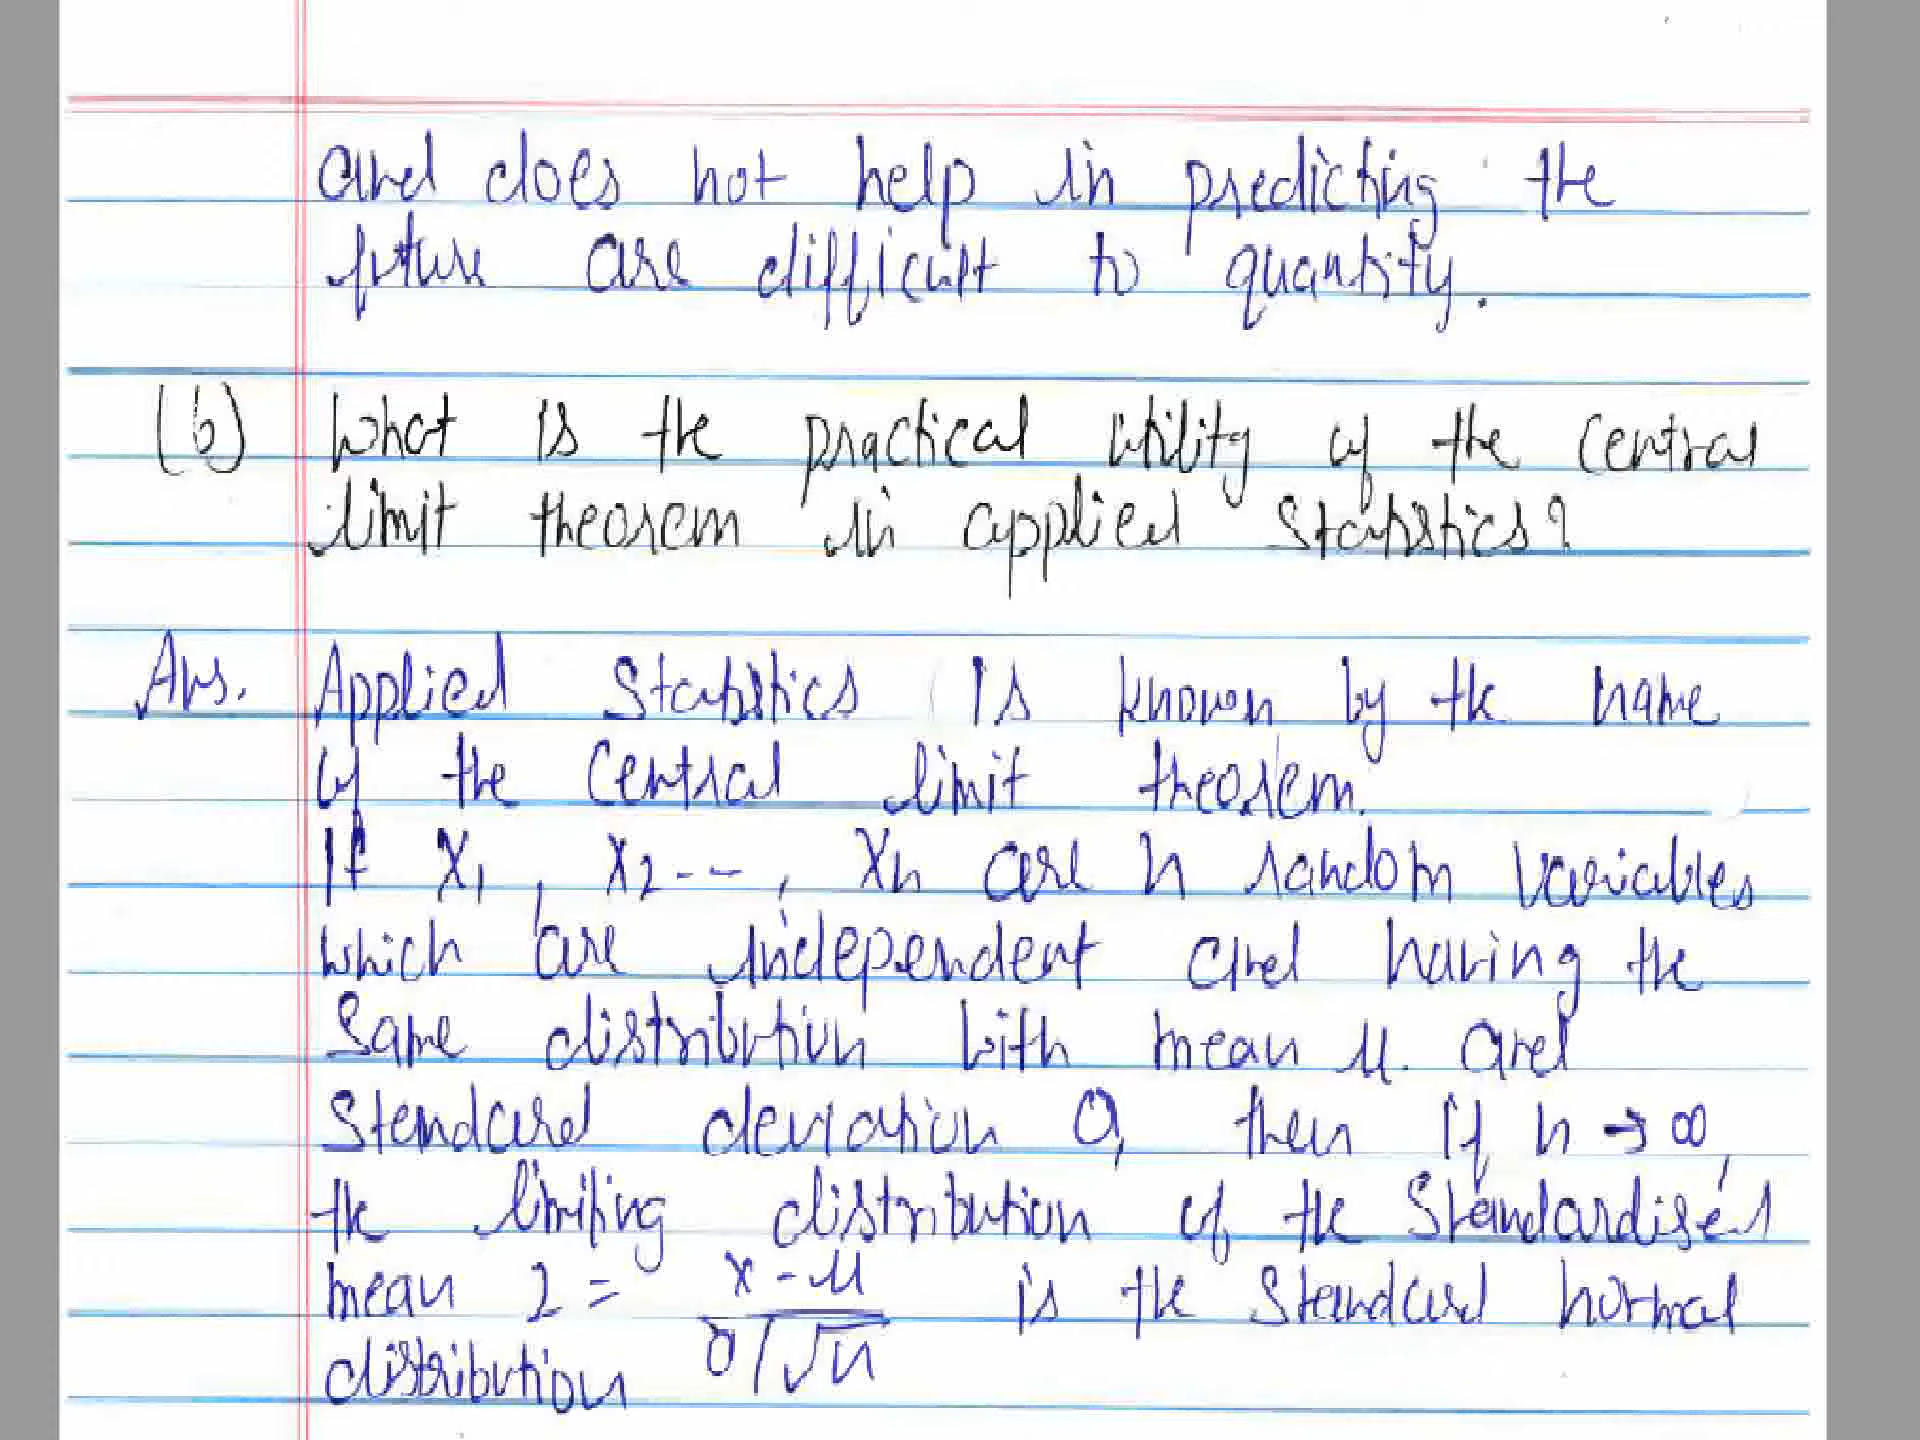 and does not help in predicting the
future are difficult to quantify.
(b) What is the practical utility of the central
limit theorem in applied statistics?
Ans. Applied Statistics is known by the name
of the central limit theorem.
If X1, X2--, Xn are n random variables
which are independent and having the
same distribution with mean μ. and
standard deviation σ, then if n → ∞,
the limiting distribution of the standardised
mean Z = x-μ / σ/√n is the standard normal
distribution